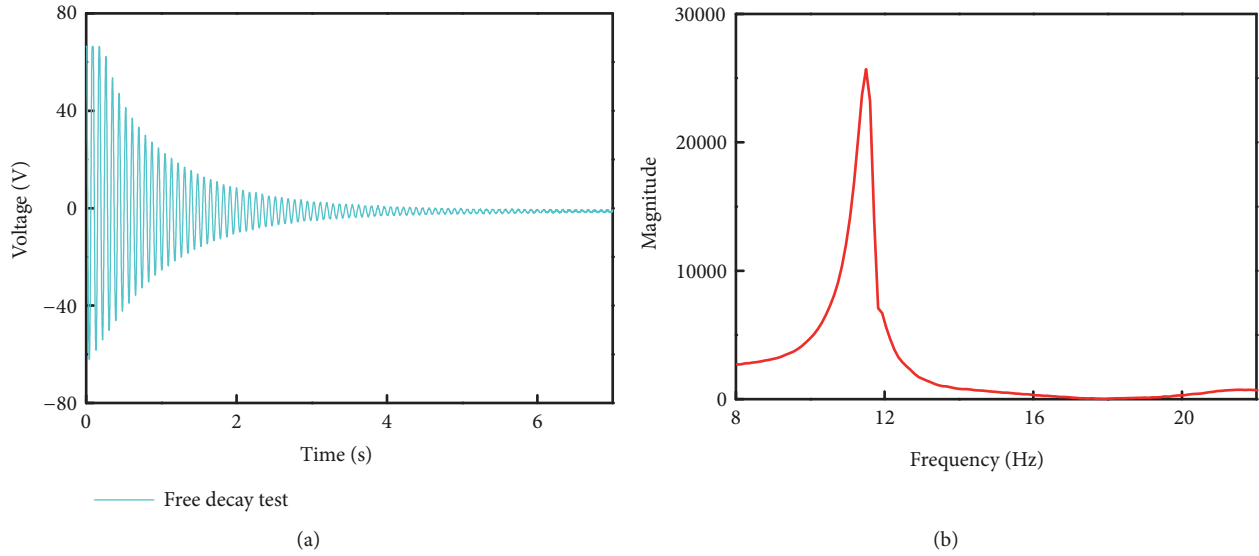 80
40
0
−40
−80
Voltage (V)
0
2
4
6
Time (s)
Free decay test
(a)
30000
20000
10000
0
Magnitude
8
12
16
20
Frequency (Hz)
(b)